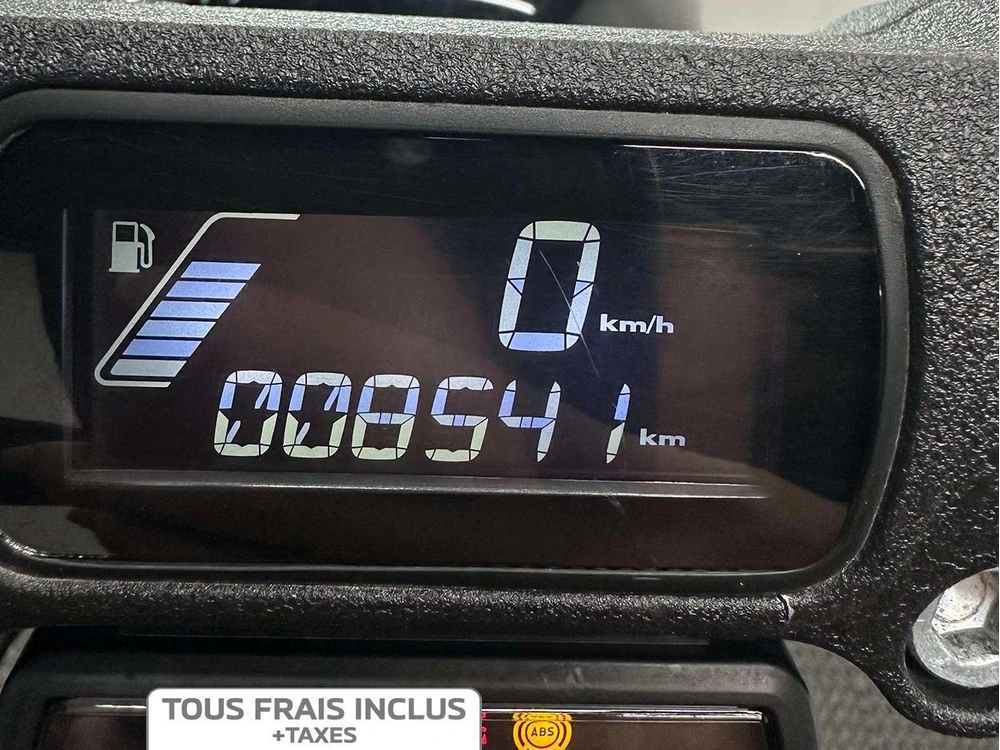 0 km/h
008541 km
TOUS FRAIS INCLUS
+TAXES
ABS